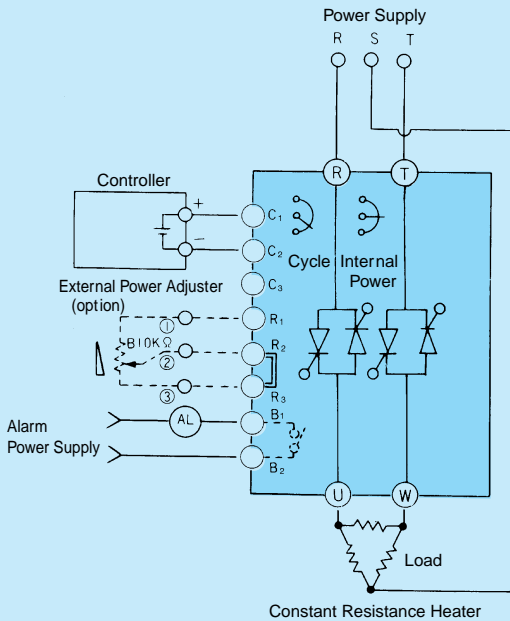 Power Supply
R S T
R T
Controller
+
−
C1
C2
C3
Cycle Internal
Power
External Power Adjuster
(option)
R1
R2
R3
①
B10KΩ
②
③
AL
B1
B2
Alarm
Power Supply
U W
Load
Constant Resistance Heater